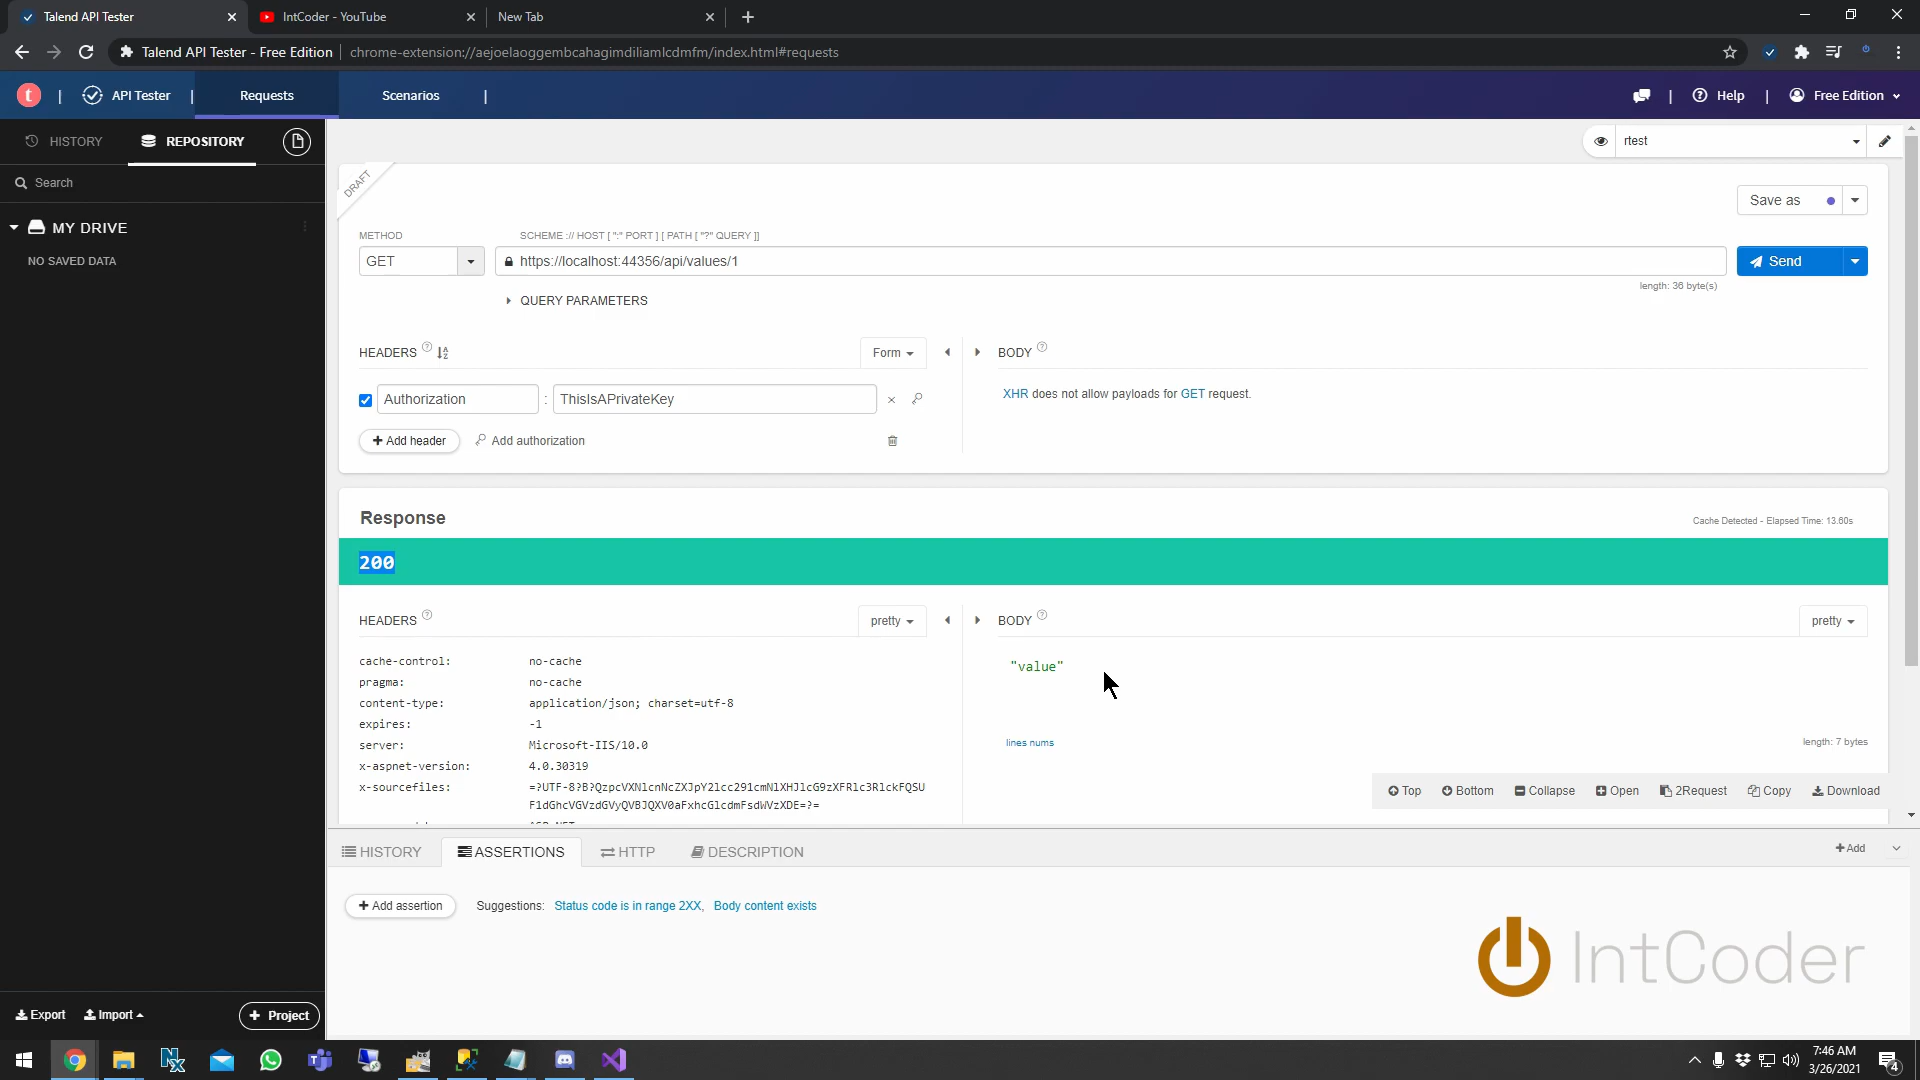 Talend API Tester
IntCoder - YouTube
New Tab
Talend API Tester - Free Edition
chrome-extension://aejoelaoggembcahagimdiliamlcdmfm/index.html#requests
t | API Tester |
Requests
Scenarios |
| Help |
Free Edition
HISTORY
REPOSITORY
Search
MY DRIVE
NO SAVED DATA
rtest
DRAFT
Save as
METHOD
SCHEME :// HOST [ ":" PORT ] [ PATH [ "?" QUERY ]]
GET
https://localhost:44356/api/values/1
Send
length: 36 byte(s)
QUERY PARAMETERS
HEADERS ?
Form
BODY ?
Authorization : ThisIsAPrivateKey
XHR does not allow payloads for GET request.
+ Add header
Add authorization
Response
Cache Detected - Elapsed Time: 13.60s
200
HEADERS ?
pretty
BODY ?
pretty
cache-control: no-cache
pragma: no-cache
content-type: application/json; charset=utf-8
expires: -1
server: Microsoft-IIS/10.0
x-aspnet-version: 4.0.30319
x-sourcefiles: =?UTF-8?B?QzpcVXNlcnNcZXJpY2lcc291cmNlXHJlcG9zXFRlc3RlckFQSU
F1dGhcVGVzdGVyQVBJQXV0aFxhcGlcdmFsdWVzXDE=?=
"value"
lines nums
length: 7 bytes
Top
Bottom
Collapse
Open
2Request
Copy
Download
HISTORY
ASSERTIONS
HTTP
DESCRIPTION
+ Add
+ Add assertion
Suggestions: Status code is in range 2XX, Body content exists
IntCoder
Export
Import
+ Project
7:46 AM
3/26/2021
4